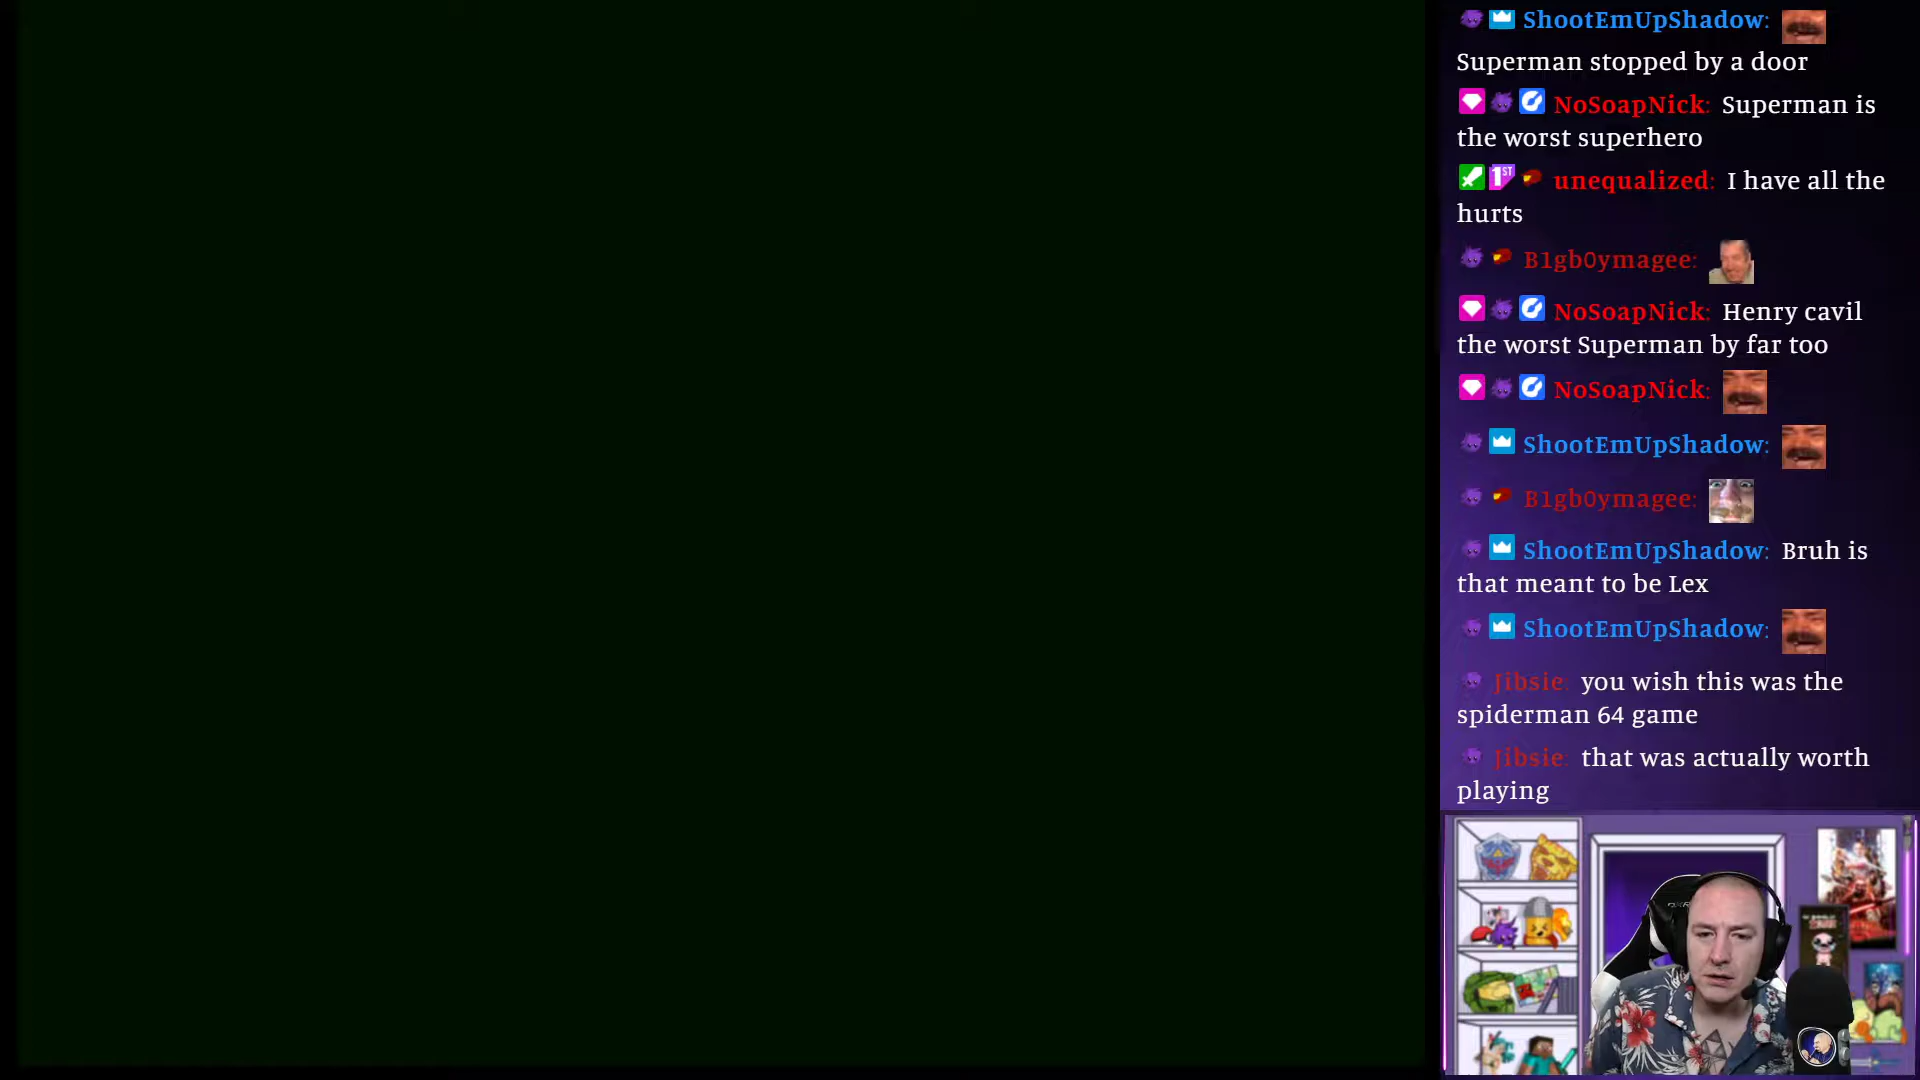 ShootEmUpShadow:
Superman stopped by a door
NoSoapNick: Superman is
the worst superhero
1ST unequalized: I have all the
hurts
B1gb0ymagee:
NoSoapNick: Henry cavil
the worst Superman by far too
NoSoapNick:
ShootEmUpShadow:
B1gb0ymagee:
ShootEmUpShadow: Bruh is
that meant to be Lex
ShootEmUpShadow:
Jibsie: you wish this was the
spiderman 64 game
Jibsie: that was actually worth
playing